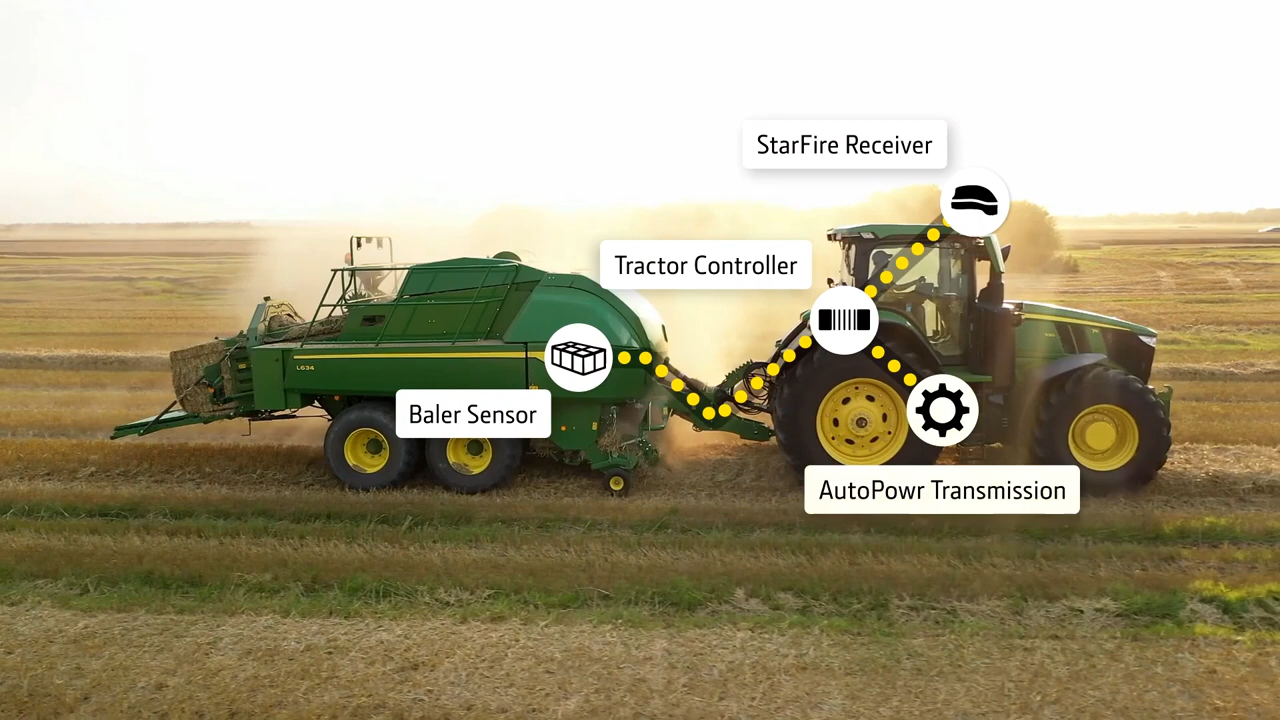 StarFire Receiver
Tractor Controller
L634
Baler Sensor
AutoPowr Transmission